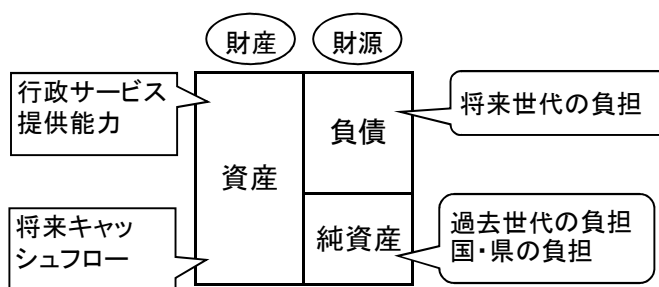 財産
財源
行政サービス
提供能力
将来世代の負担
負債
資産
将来キャッ
シュフロー
純資産
過去世代の負担
国・県の負担